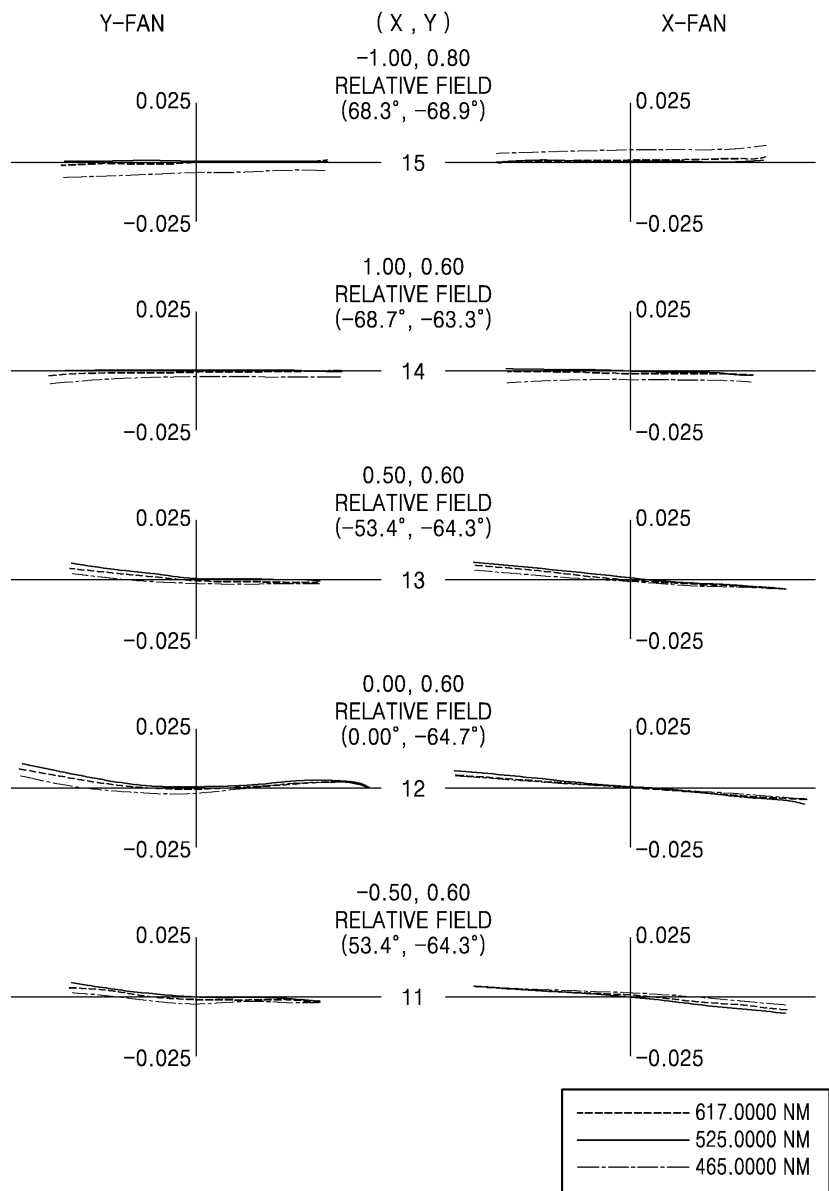 Y-FAN (X, Y) X-FAN
-1.00, 0.80
RELATIVE FIELD
(68.3°, -68.9°)
0.025 0.025
15
-0.025 -0.025
1.00, 0.60
RELATIVE FIELD
(-68.7°, -63.3°)
0.025 0.025
14
-0.025 -0.025
0.50, 0.60
RELATIVE FIELD
(-53.4°, -64.3°)
0.025 0.025
13
-0.025 -0.025
0.00, 0.60
RELATIVE FIELD
(0.00°, -64.7°)
0.025 0.025
12
-0.025 -0.025
-0.50, 0.60
RELATIVE FIELD
(53.4°, -64.3°)
0.025 0.025
11
-0.025 -0.025
617.0000 NM
525.0000 NM
465.0000 NM